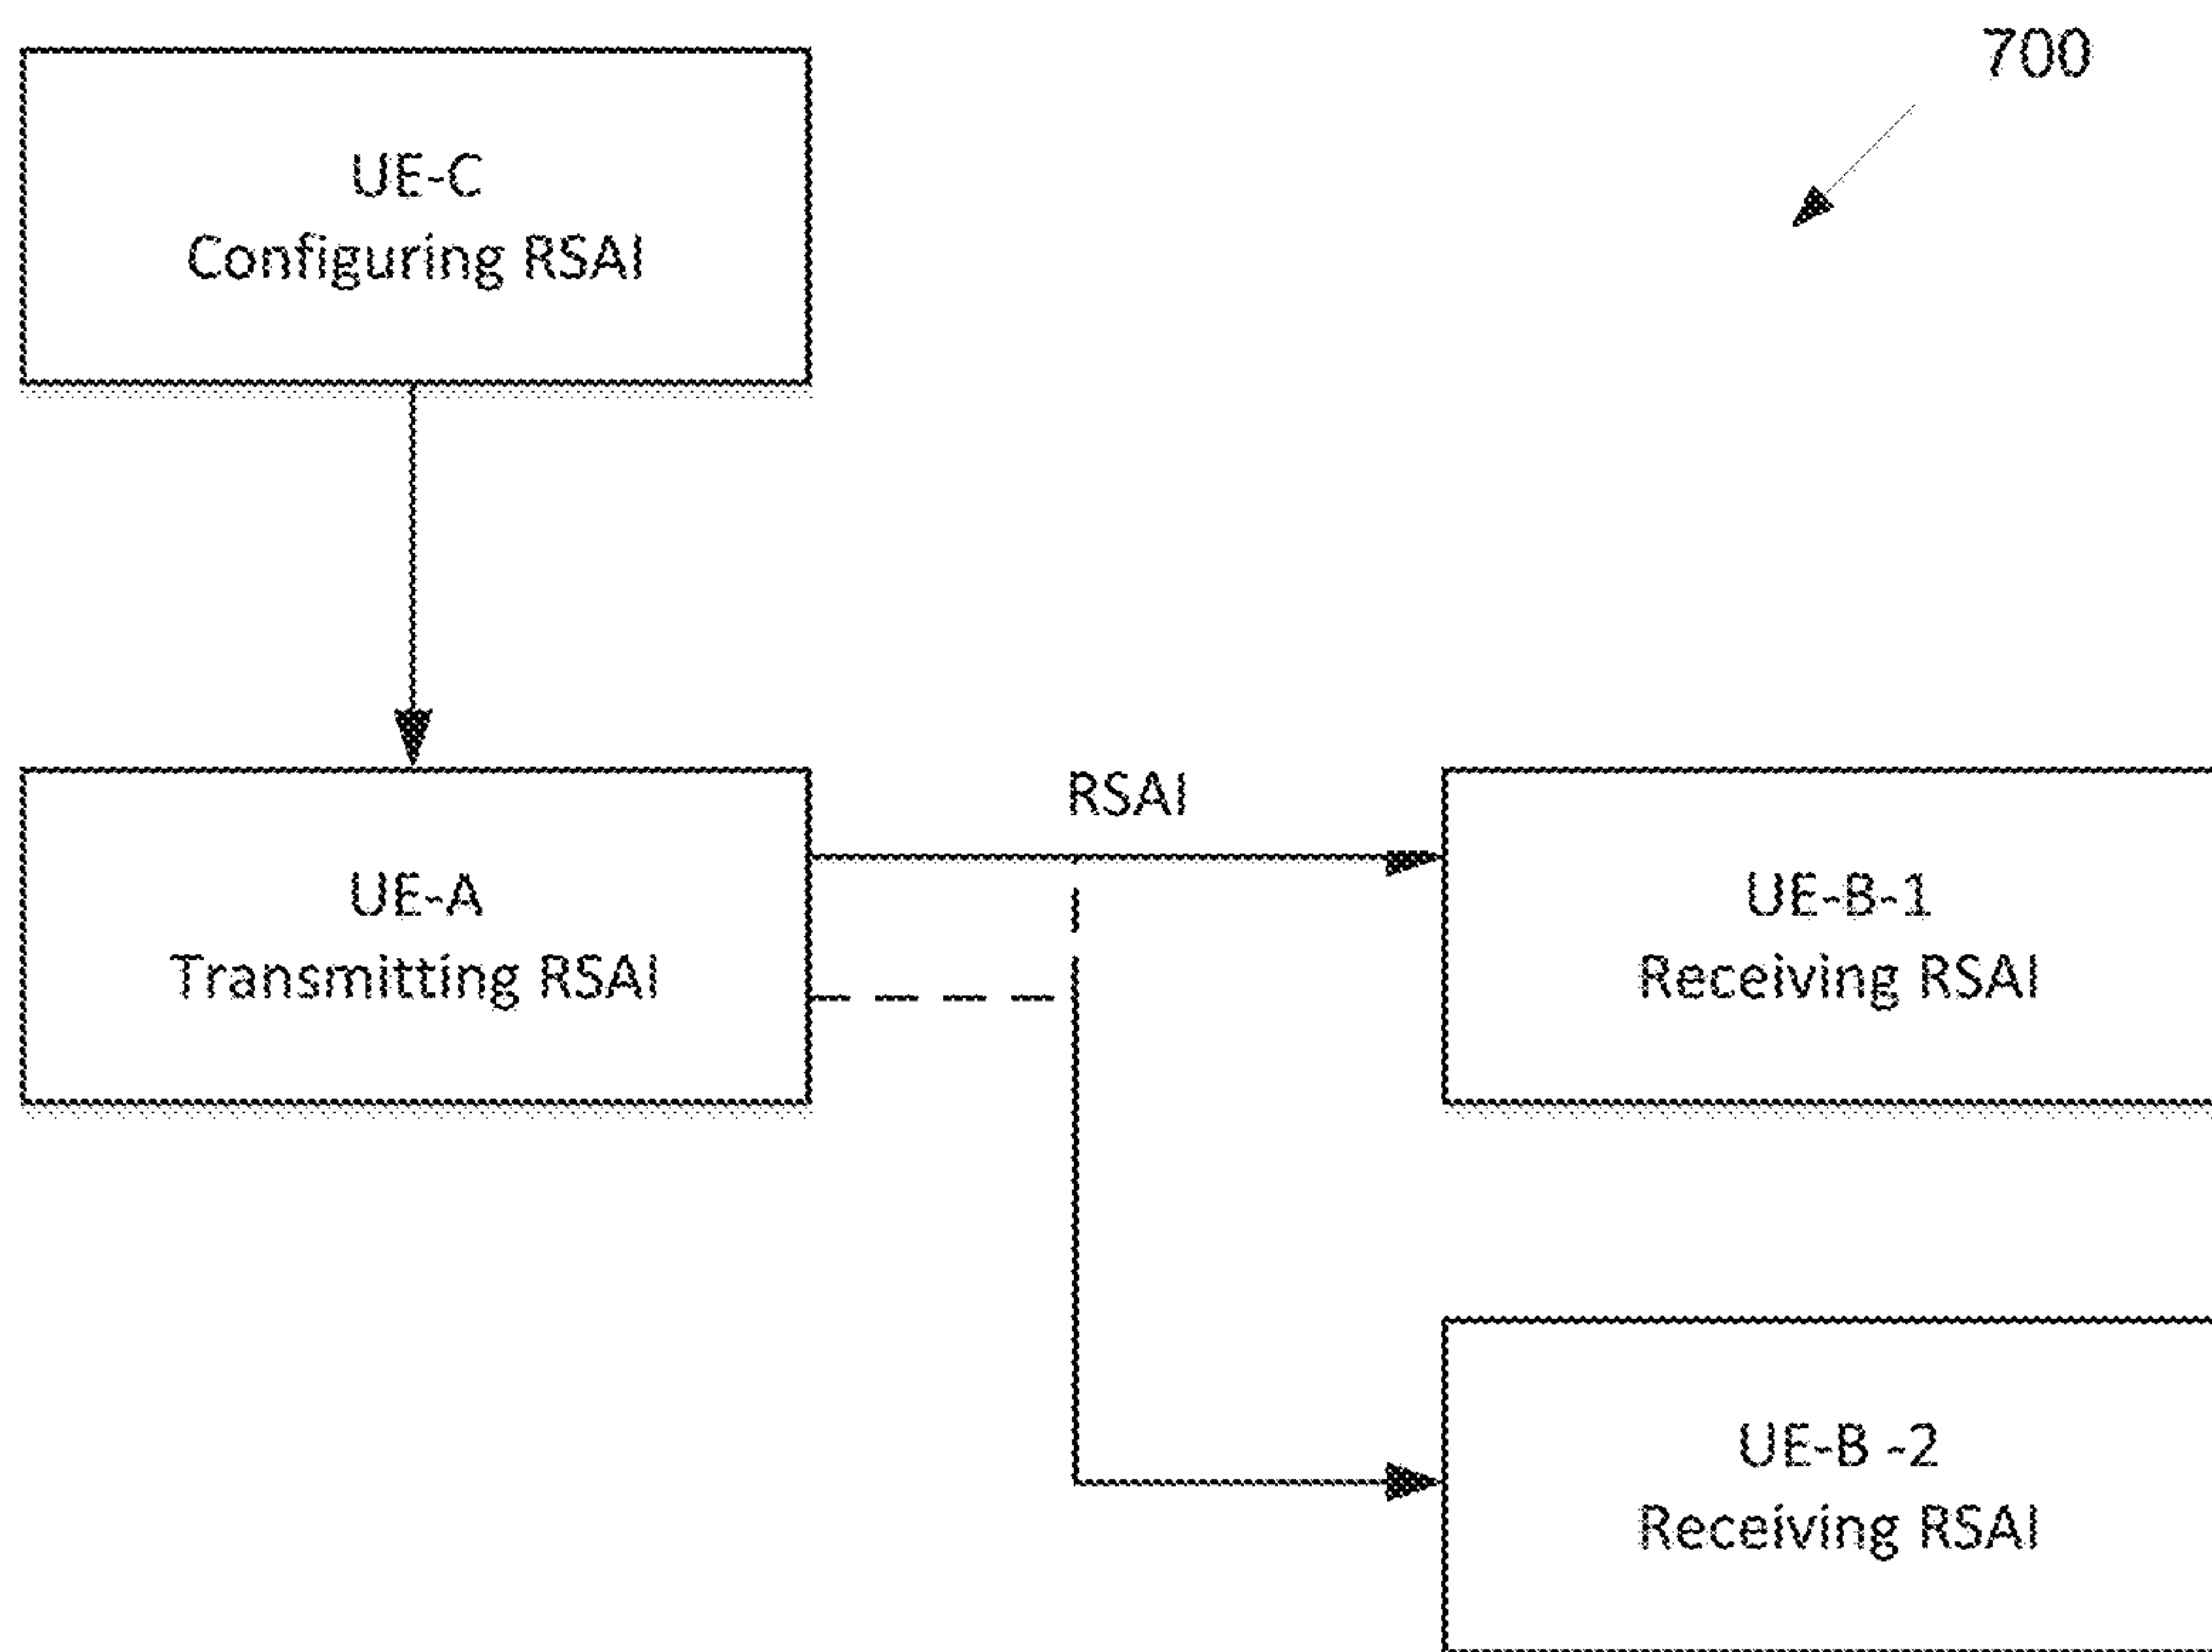 700
UE-C
Configuring RSAI
RSAI
UE-A
Transmitting RSAI
UE-B-1
Receiving RSAI
UE-B -2
Receiving RSAI